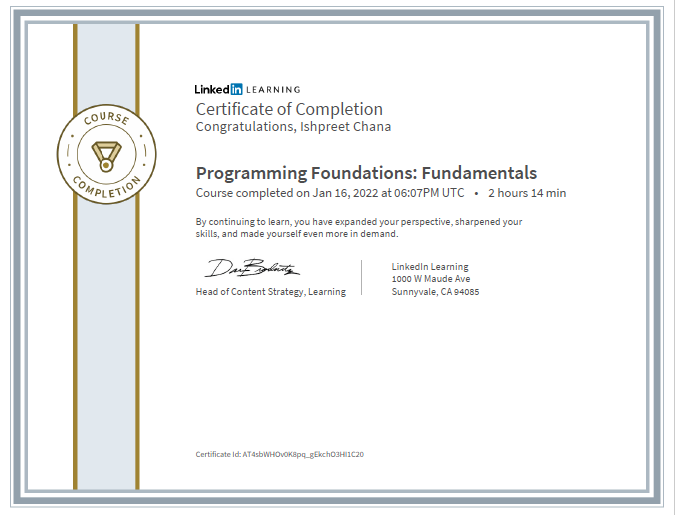 COURSE
COMPLETION
Linked in LEARNING
Certificate of Completion
Congratulations, Ishpreet Chana
Programming Foundations: Fundamentals
Course completed on Jan 16, 2022 at 06:07PM UTC • 2 hours 14 min
By continuing to learn, you have expanded your perspective, sharpened your
skills, and made yourself even more in demand.
Head of Content Strategy, Learning
LinkedIn Learning
1000 W Maude Ave
Sunnyvale, CA 94085
Certificate Id: AT4sbWHOv0K8pq_gEkchO3HI1C20